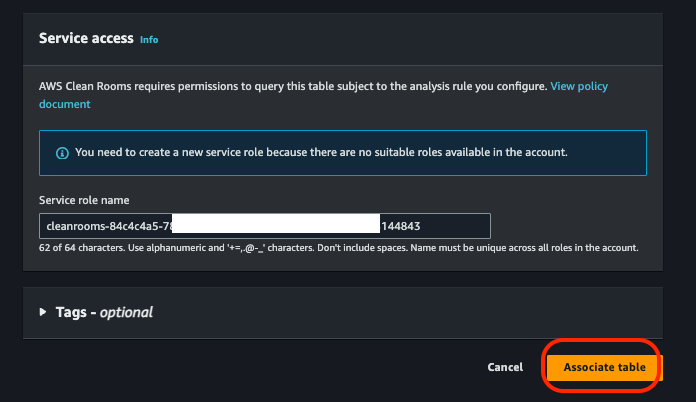 Service access Info
AWS Clean Rooms requires permissions to query this table subject to the analysis rule you configure. View policy
document
You need to create a new service role because there are no suitable roles available in the account.
Service role name
cleanrooms-84c4c4a5-78 144843
62 of 64 characters. Use alphanumeric and '+=,.@-_' characters. Don't include spaces. Name must be unique across all roles in the account.
Tags - optional
Cancel Associate table